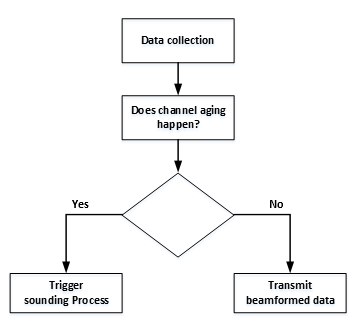 Data collection
Does channel aging
happen?
Yes
No
Trigger
sounding Process
Transmit
beamformed data